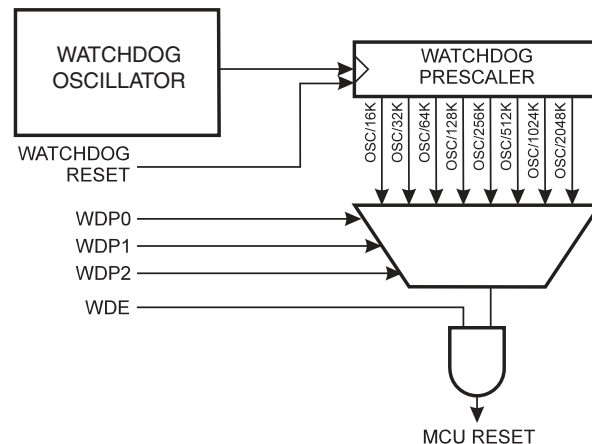 WATCHDOG
OSCILLATOR
WATCHDOG
PRESCALER
OSC/16K
OSC/32K
OSC/64K
OSC/128K
OSC/256K
OSC/512K
OSC/1024K
OSC/2048K
WATCHDOG
RESET
WDP0
WDP1
WDP2
WDE
MCU RESET